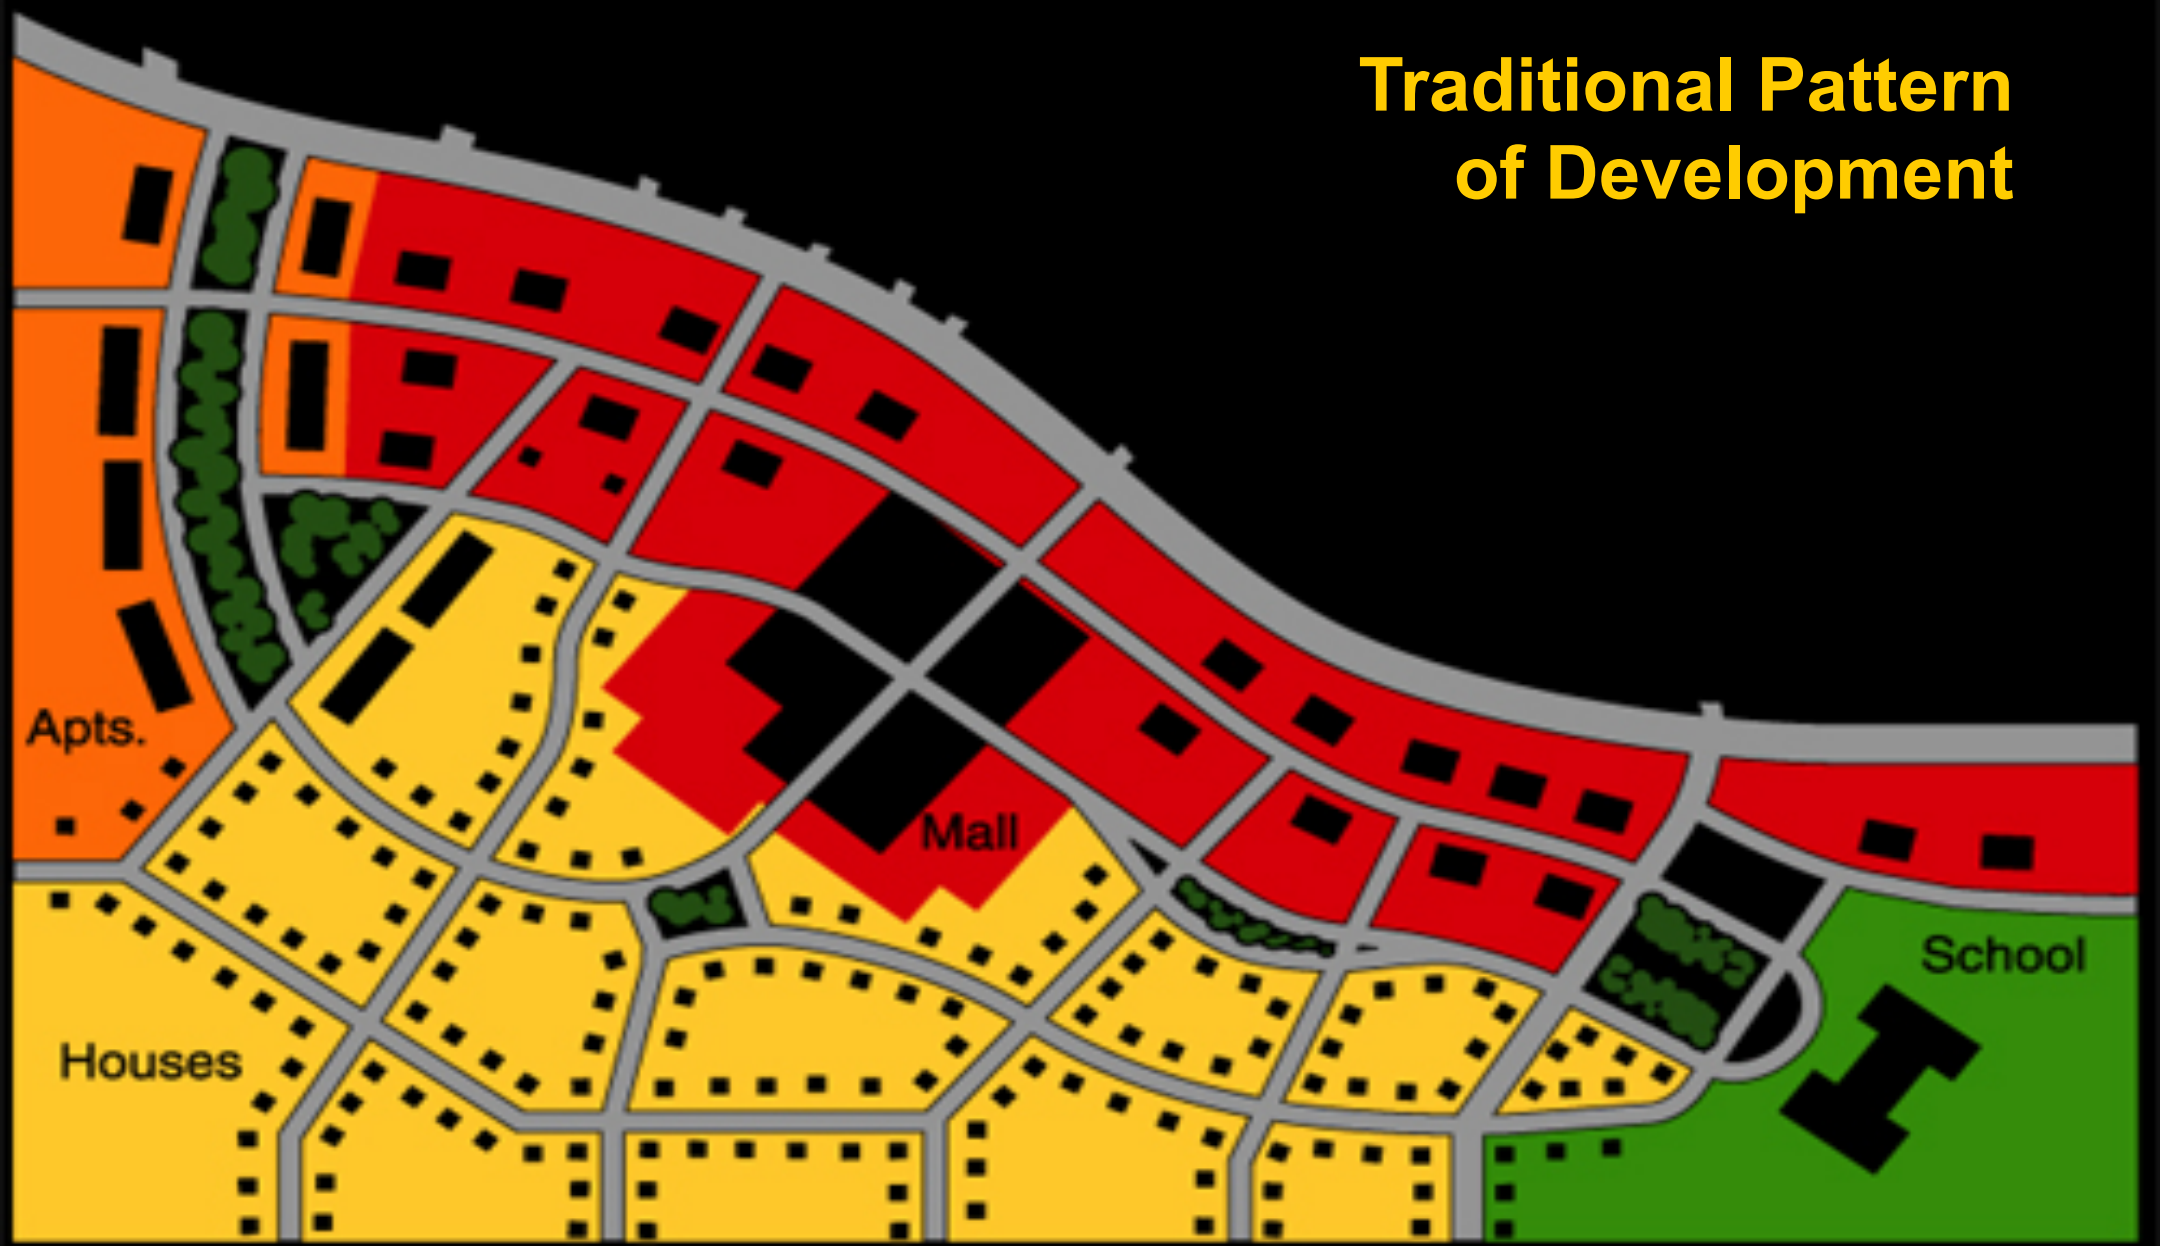 Traditional Pattern
of Development
Apts.
Mall
School
Houses